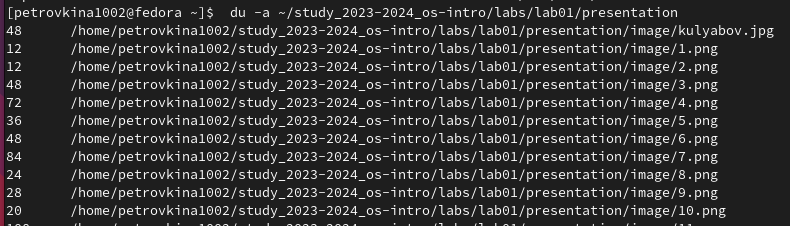 [petrovkina1002@fedora ~]$  du -a ~/study_2023-2024_os-intro/labs/lab01/presentation
48      /home/petrovkina1002/study_2023-2024_os-intro/labs/lab01/presentation/image/kulyabov.jpg
12      /home/petrovkina1002/study_2023-2024_os-intro/labs/lab01/presentation/image/1.png
12      /home/petrovkina1002/study_2023-2024_os-intro/labs/lab01/presentation/image/2.png
48      /home/petrovkina1002/study_2023-2024_os-intro/labs/lab01/presentation/image/3.png
72      /home/petrovkina1002/study_2023-2024_os-intro/labs/lab01/presentation/image/4.png
36      /home/petrovkina1002/study_2023-2024_os-intro/labs/lab01/presentation/image/5.png
48      /home/petrovkina1002/study_2023-2024_os-intro/labs/lab01/presentation/image/6.png
84      /home/petrovkina1002/study_2023-2024_os-intro/labs/lab01/presentation/image/7.png
24      /home/petrovkina1002/study_2023-2024_os-intro/labs/lab01/presentation/image/8.png
28      /home/petrovkina1002/study_2023-2024_os-intro/labs/lab01/presentation/image/9.png
20      /home/petrovkina1002/study_2023-2024_os-intro/labs/lab01/presentation/image/10.png